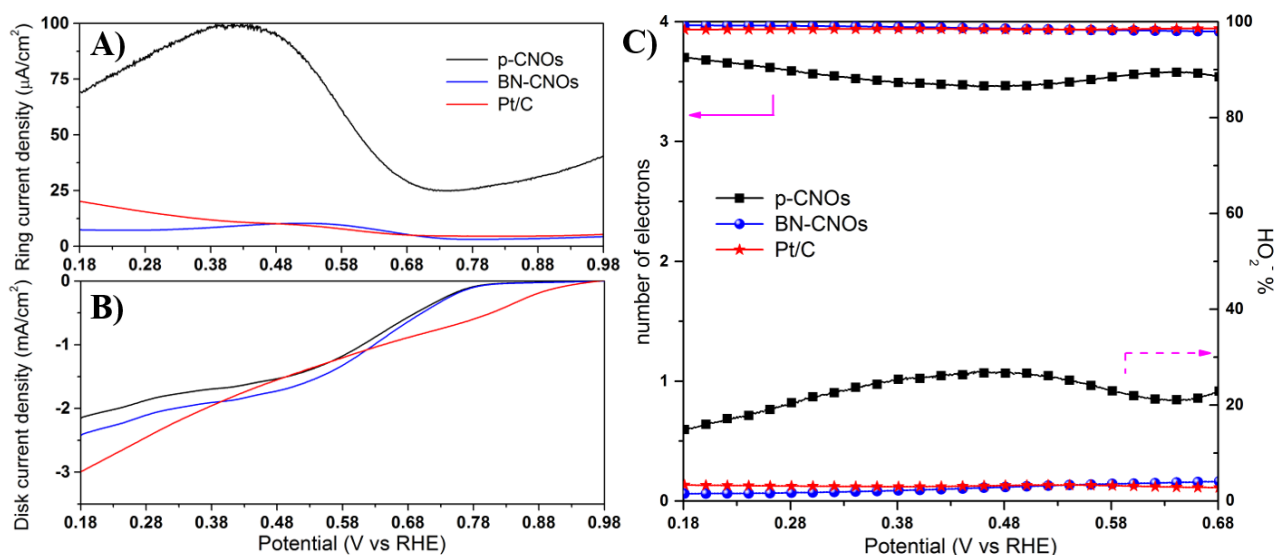 A)
Ring current density (μA/cm²)
100
75
50
25
0
p-CNOs
BN-CNOs
Pt/C
0.18 0.28 0.38 0.48 0.58 0.68 0.78 0.88 0.98
B)
Disk current density (mA/cm²)
0
-1
-2
-3
0.18 0.28 0.38 0.48 0.58 0.68 0.78 0.88 0.98
Potential (V vs RHE)
C)
number of electrons
4
3
2
1
0
p-CNOs
BN-CNOs
Pt/C
100
80
60
40
20
0
HO₂⁻ %
0.18 0.28 0.38 0.48 0.58 0.68
Potential (V vs RHE)